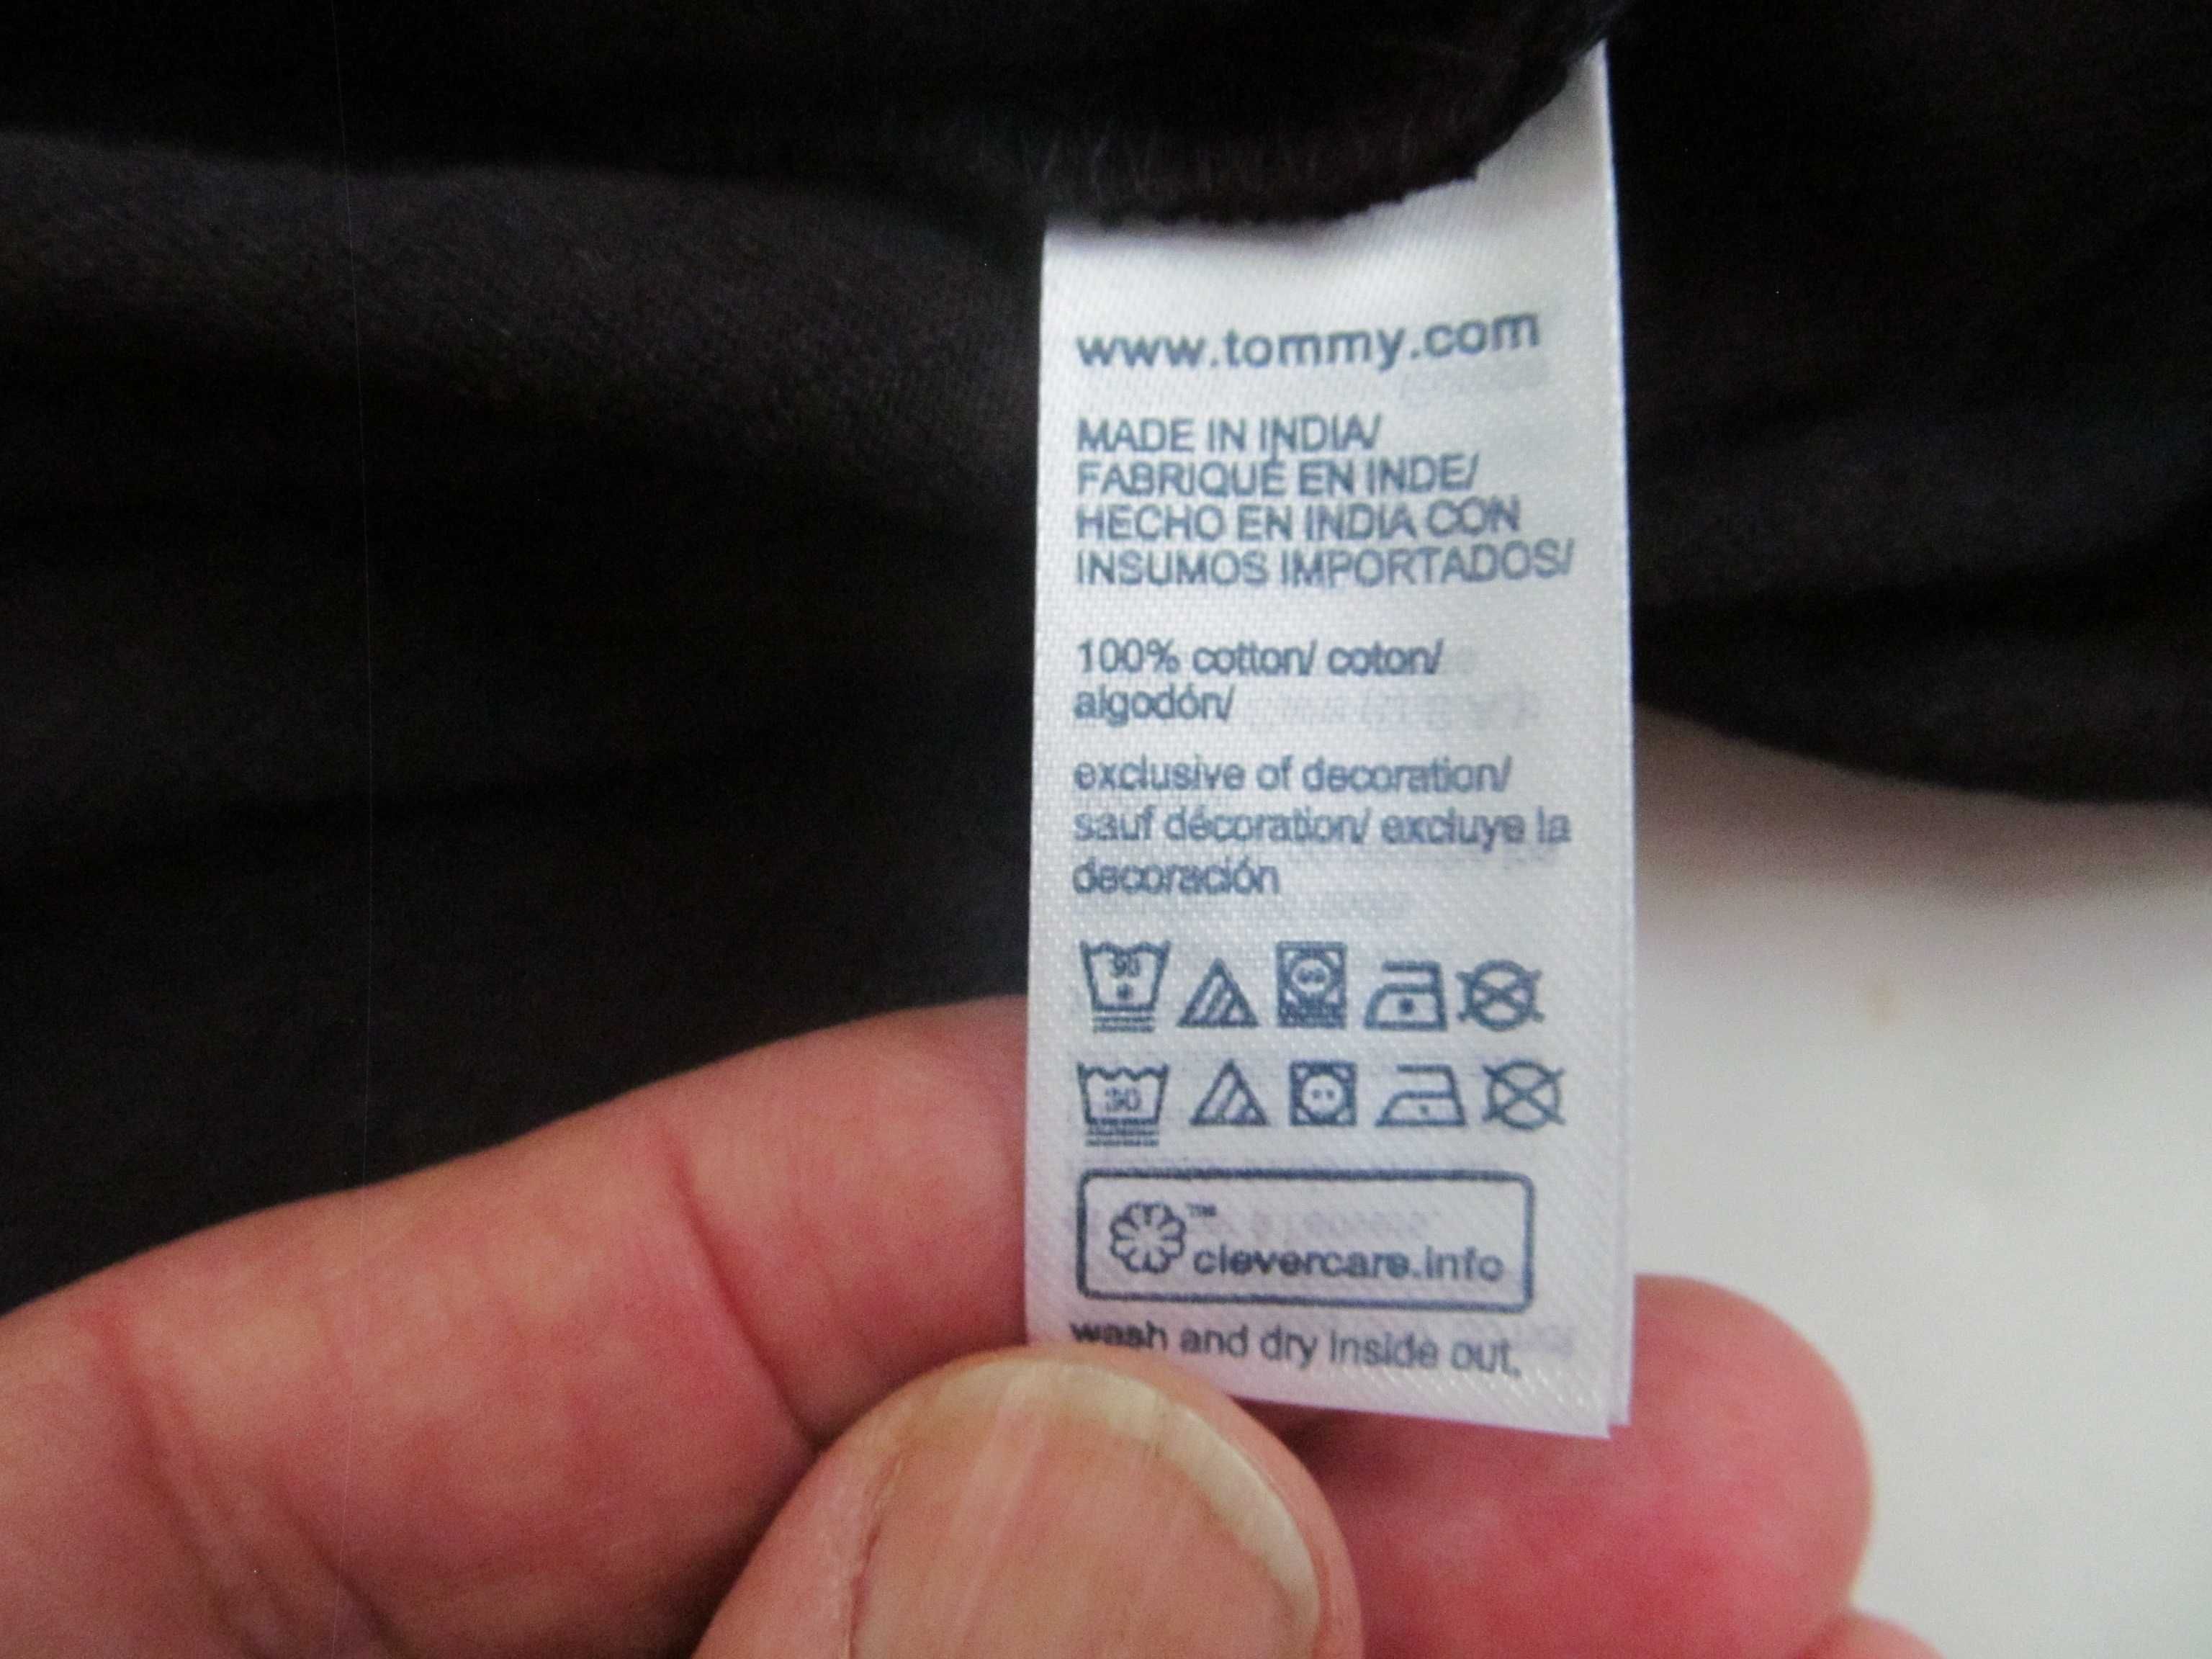 www.tommy.com
MADE IN INDIA/
FABRIQUÉ EN INDE/
HECHO EN INDIA CON
INSUMOS IMPORTADOS/
100% cotton/ coton/
algodón/
exclusive of decoration/
sauf décoration/ excluye la
decoración
30
30
™
clevercare.info
wash and dry inside out.